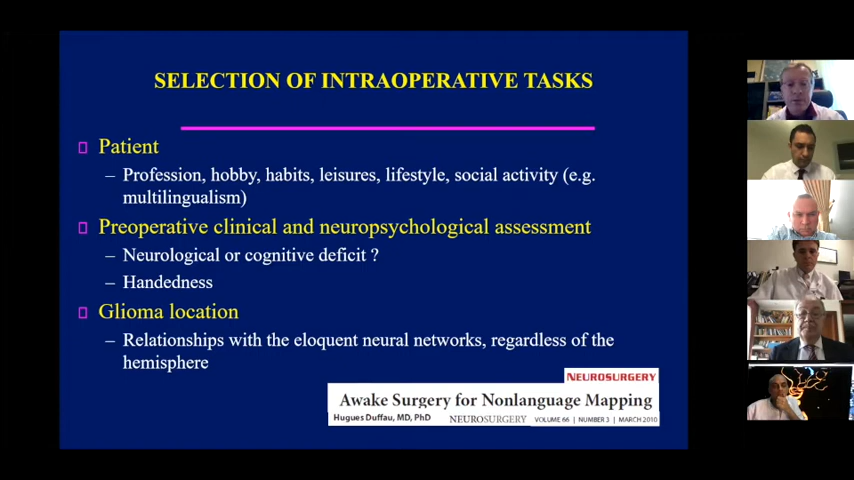 SELECTION OF INTRAOPERATIVE TASKS
Patient
– Profession, hobby, habits, leisures, lifestyle, social activity (e.g.
multilingualism)
Preoperative clinical and neuropsychological assessment
– Neurological or cognitive deficit ?
– Handedness
Glioma location
– Relationships with the eloquent neural networks, regardless of the
hemisphere
NEUROSURGERY
Awake Surgery for Nonlanguage Mapping
Hugues Duffau, MD, PhD
NEUROSURGERY VOLUME 66 | NUMBER 3 | MARCH 2010